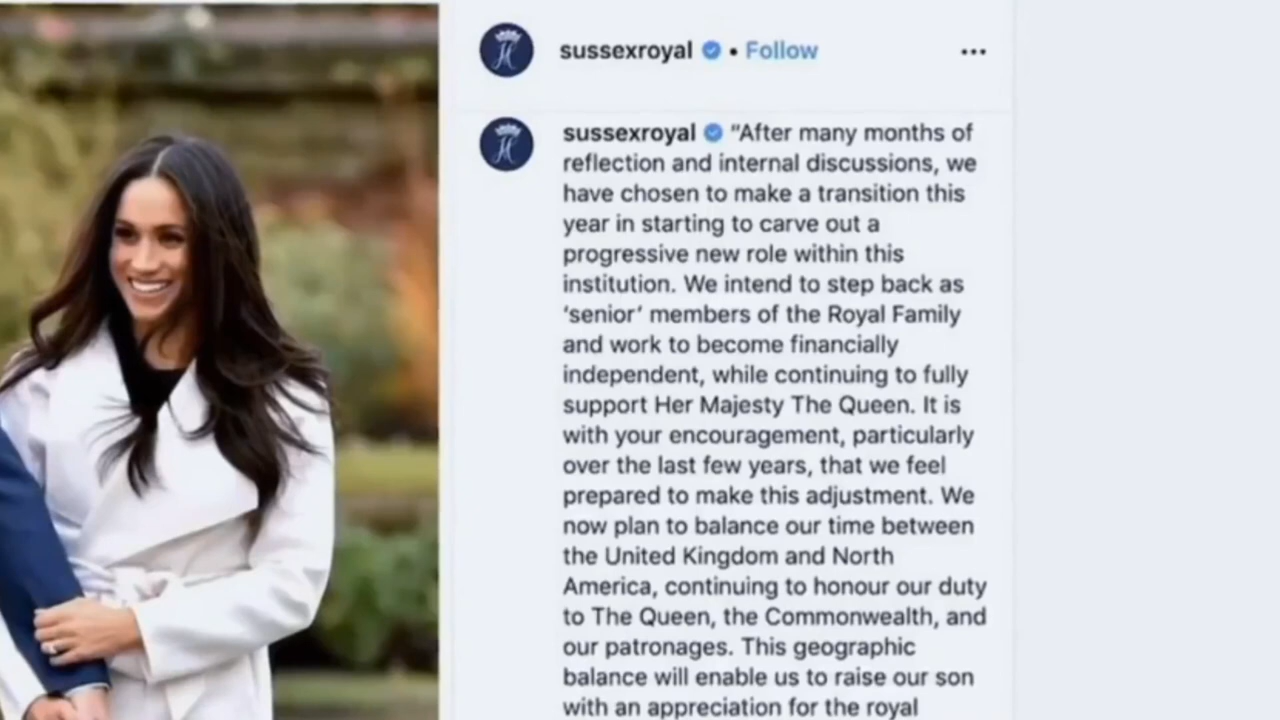 sussexroyal • Follow
sussexroyal "After many months of
reflection and internal discussions, we
have chosen to make a transition this
year in starting to carve out a
progressive new role within this
institution. We intend to step back as
‘senior’ members of the Royal Family
and work to become financially
independent, while continuing to fully
support Her Majesty The Queen. It is
with your encouragement, particularly
over the last few years, that we feel
prepared to make this adjustment. We
now plan to balance our time between
the United Kingdom and North
America, continuing to honour our duty
to The Queen, the Commonwealth, and
our patronages. This geographic
balance will enable us to raise our son
with an appreciation for the royal